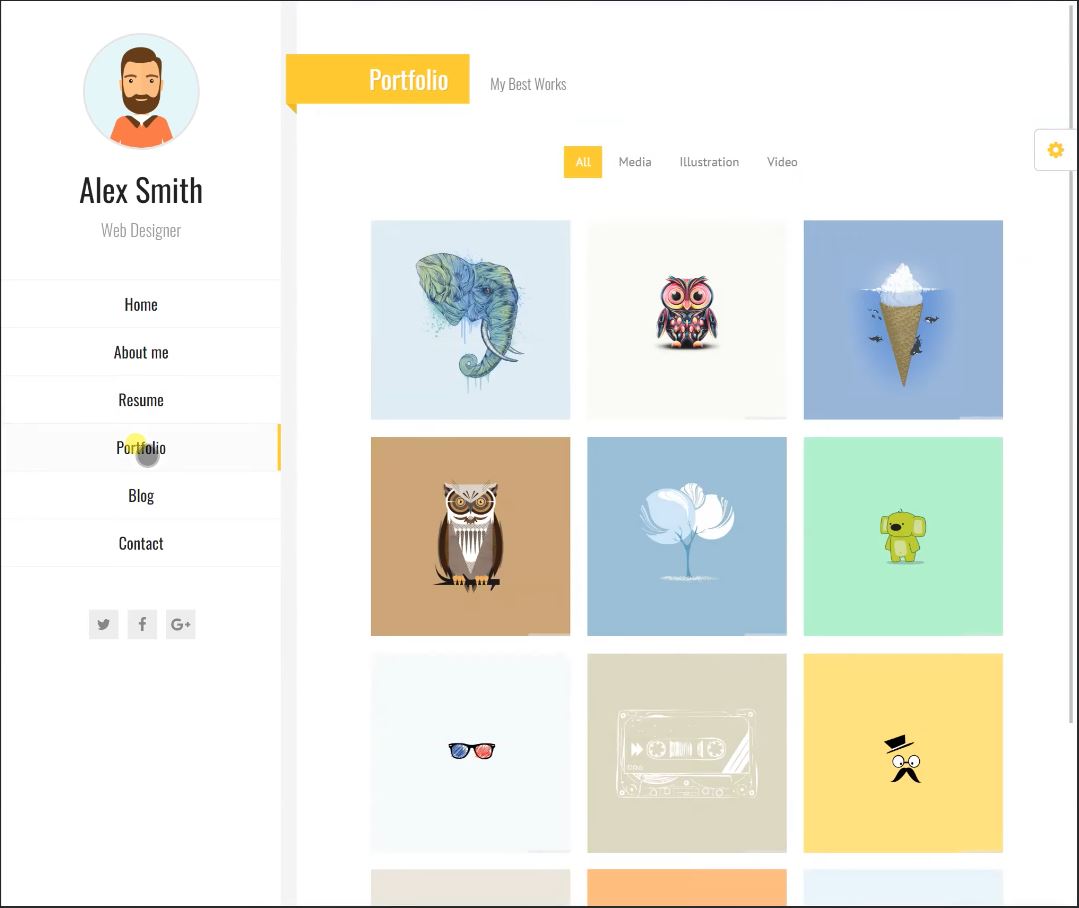 Alex Smith
Web Designer
Home
About me
Resume
Portfolio
Blog
Contact
G+
Portfolio
My Best Works
All
Media
Illustration
Video